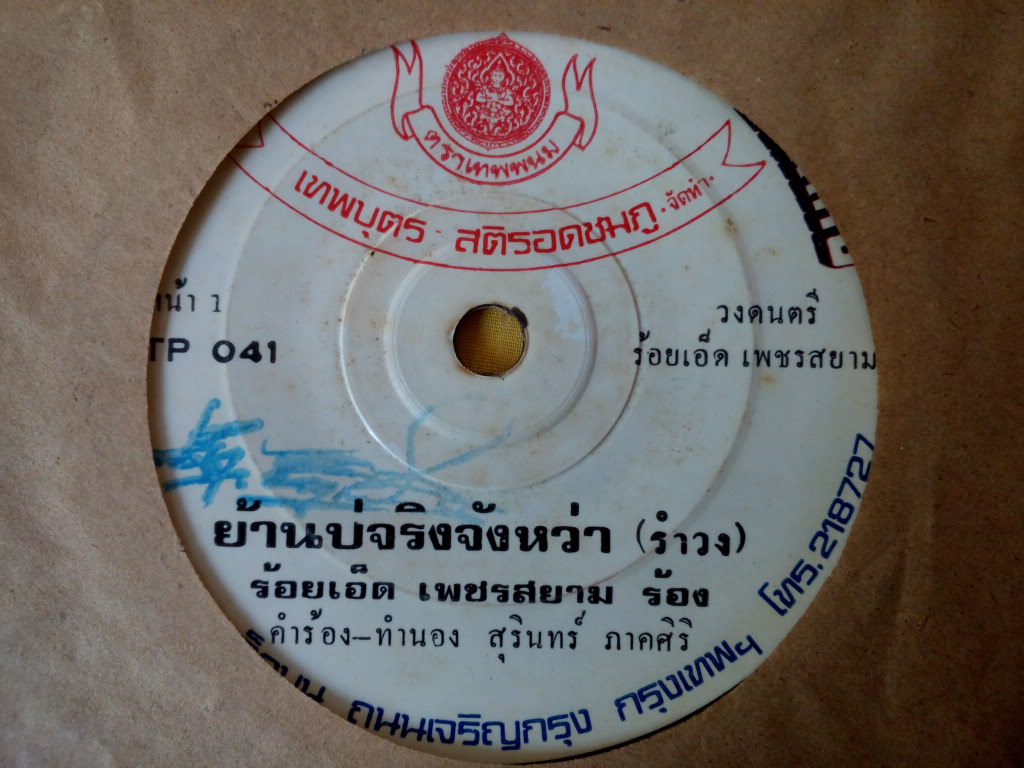 ตราเทพพนม
เทพบุตร - สติรอดชมภู. จัดทำ.
หน้า 1
TP 041
วงดนตรี
ร้อยเอ็ด เพชรสยาม
ย้านบ่จริงจังหว่า (รำวง)
ร้อยเอ็ด เพชรสยาม ร้อง
คำร้อง-ทำนอง สุรินทร์ ภาคศิริ
ถนนเจริญกรุง กรุงเทพฯ โทร.218727